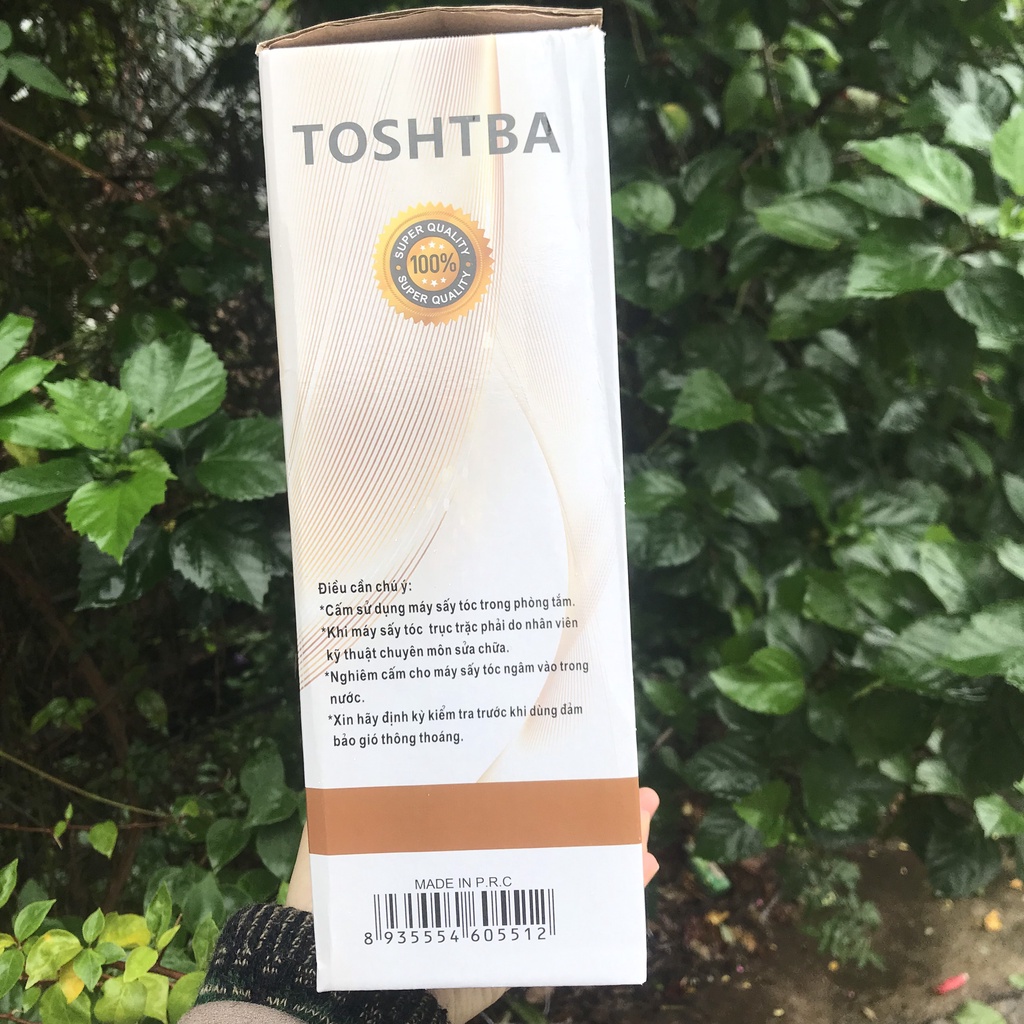 TOSHTBA
SUPER QUALITY
100%
SUPER QUALITY
Điều cần chú ý:
*Cấm sử dụng máy sấy tóc trong phòng tắm.
*Khi máy sấy tóc trục trặc phải do nhân viên
kỹ thuật chuyên môn sửa chữa.
*Nghiêm cấm cho máy sấy tóc ngâm vào trong
nước.
*Xin hãy định kỳ kiểm tra trước khi dùng đảm
bảo gió thông thoáng.
MADE IN P.R.C
8 935554 605512